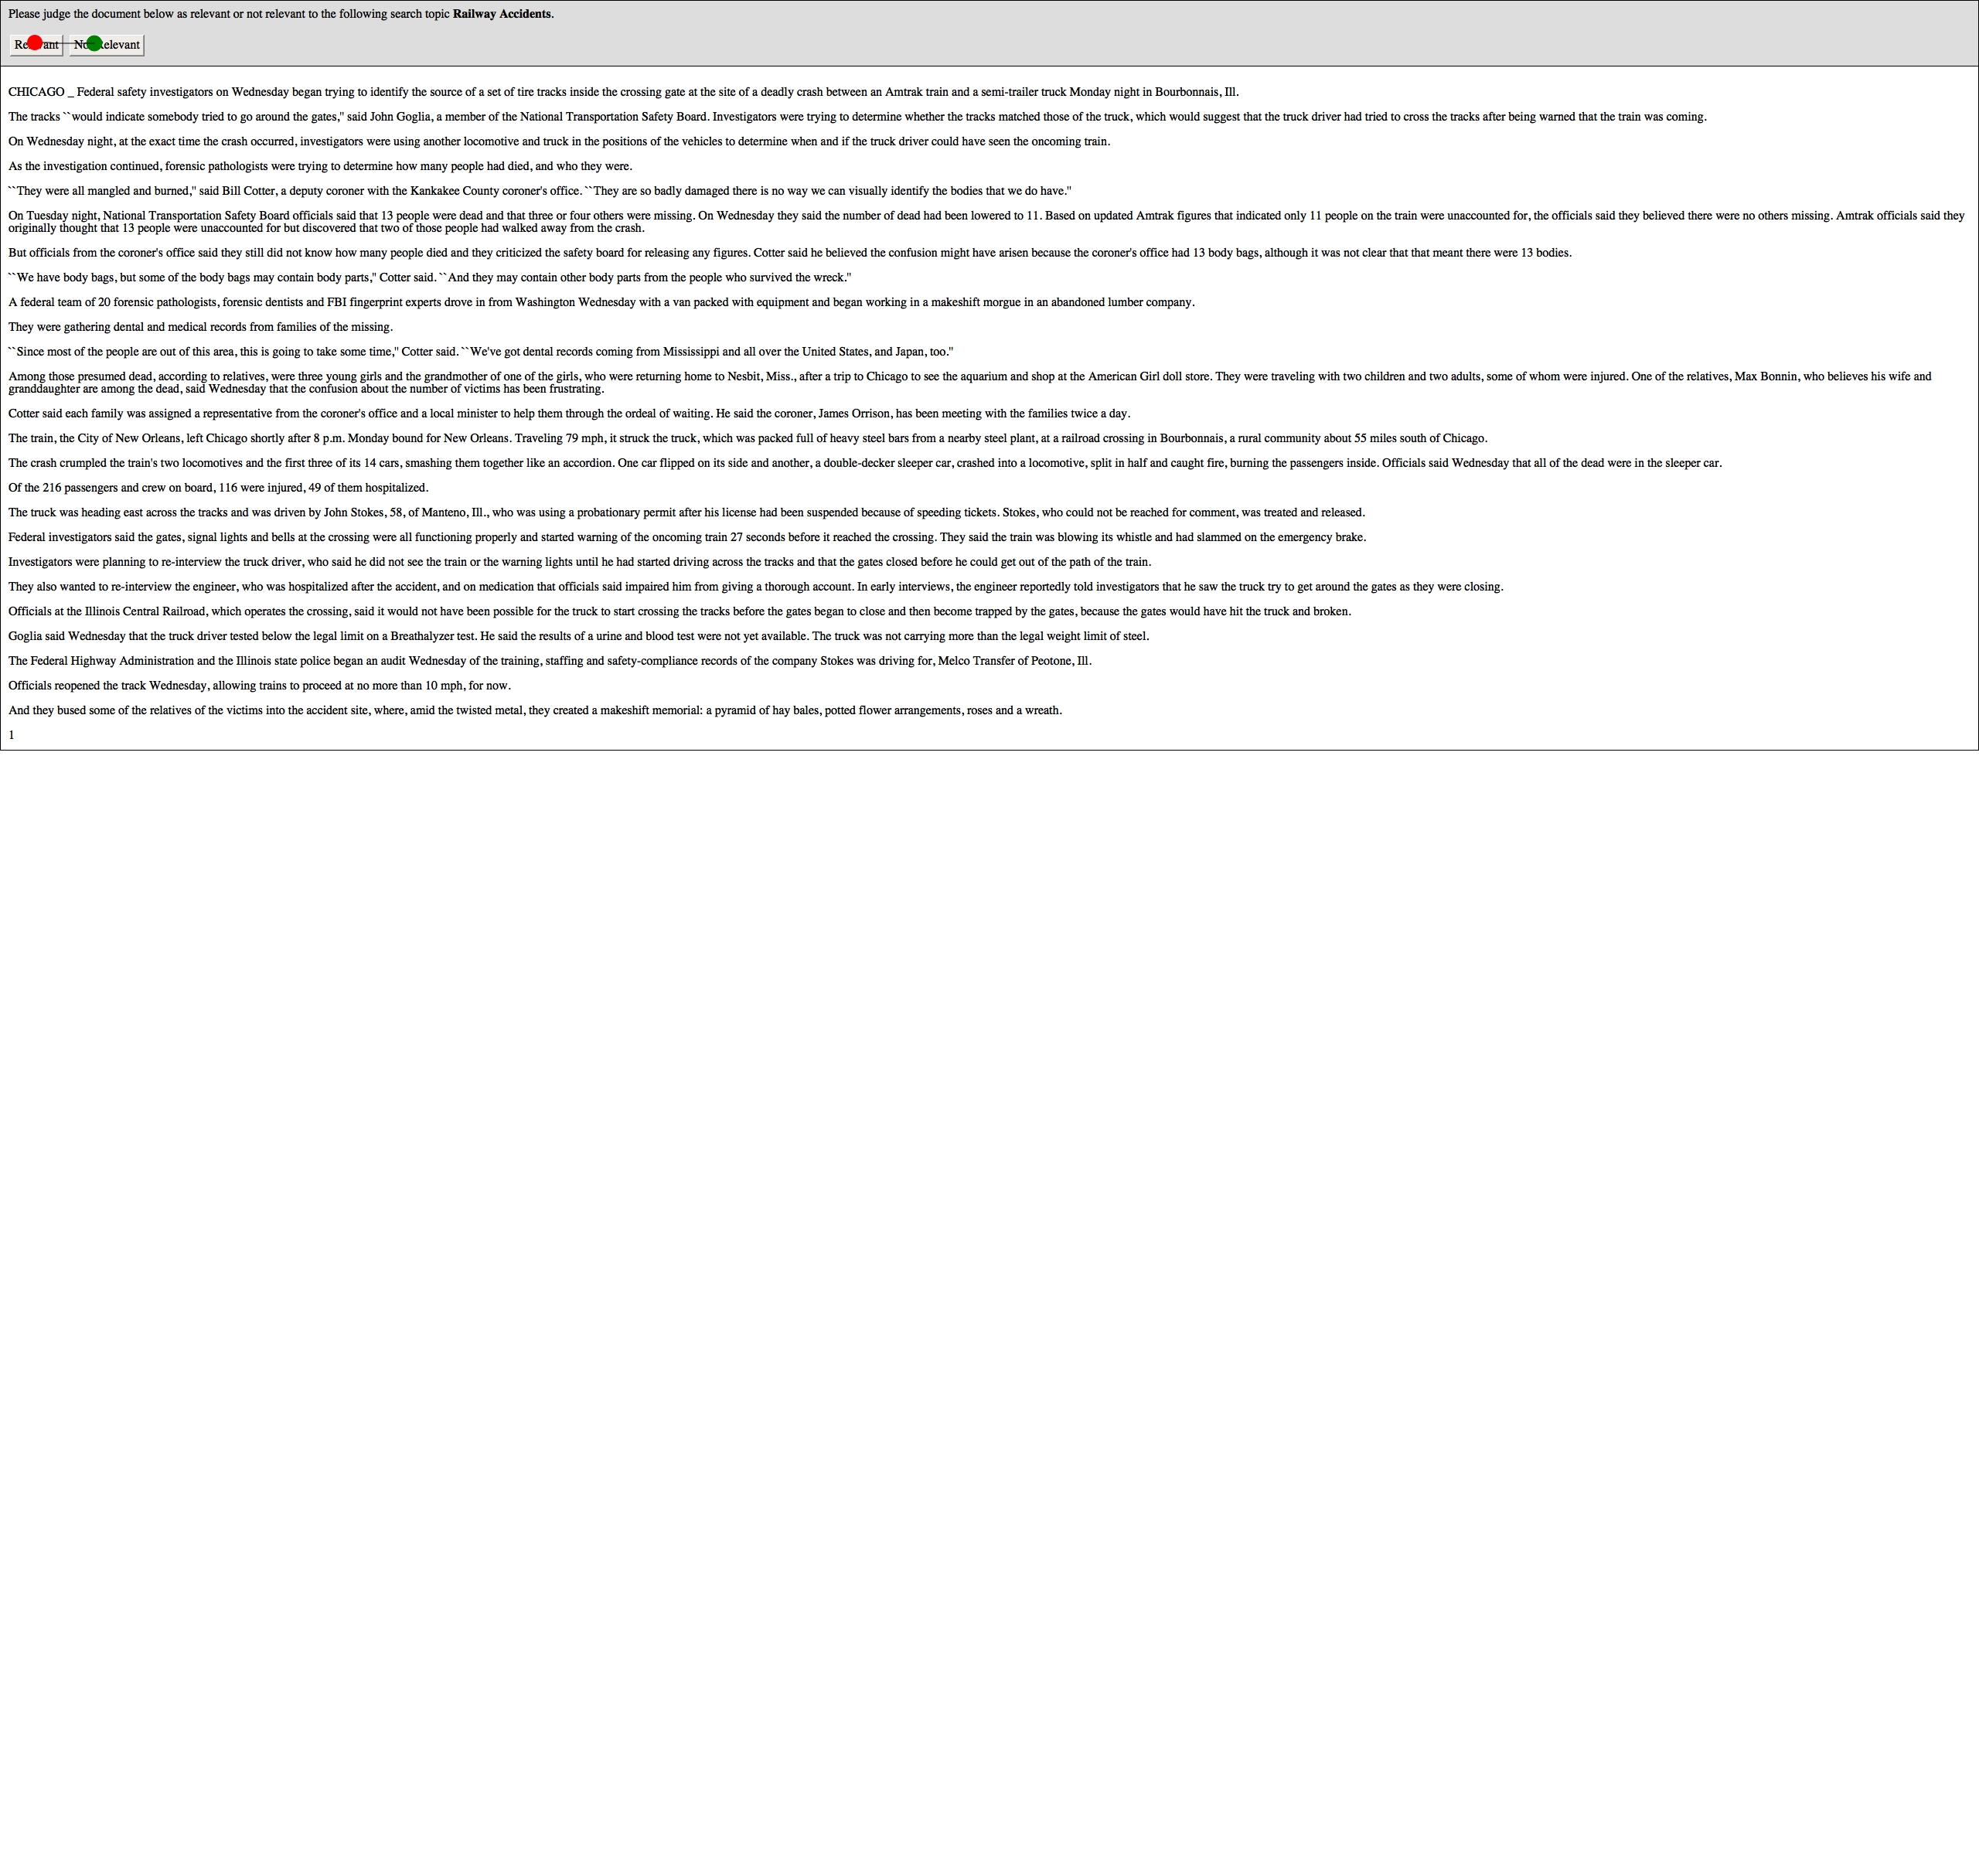 Please judge the document below as relevant or not relevant to the following search topic Railway Accidents.
CHICAGO _ Federal safety investigators on Wednesday began trying to identify the source of a set of tire tracks inside the crossing gate at the site of a deadly crash between an Amtrak train and a semi-trailer truck Monday night in Bourbonnais, Ill.
The tracks ``would indicate somebody tried to go around the gates,'' said John Goglia, a member of the National Transportation Safety Board. Investigators were trying to determine whether the tracks matched those of the truck, which would suggest that the truck driver had tried to cross the tracks after being warned that the train was coming.
On Wednesday night, at the exact time the crash occurred, investigators were using another locomotive and truck in the positions of the vehicles to determine when and if the truck driver could have seen the oncoming train.
As the investigation continued, forensic pathologists were trying to determine how many people had died, and who they were.
``They were all mangled and burned,'' said Bill Cotter, a deputy coroner with the Kankakee County coroner's office. ``They are so badly damaged there is no way we can visually identify the bodies that we do have.''
On Tuesday night, National Transportation Safety Board officials said that 13 people were dead and that three or four others were missing. On Wednesday they said the number of dead had been lowered to 11. Based on updated Amtrak figures that indicated only 11 people on the train were unaccounted for, the officials said they believed there were no others missing. Amtrak officials said they
originally thought that 13 people were unaccounted for but discovered that two of those people had walked away from the crash.
But officials from the coroner's office said they still did not know how many people died and they criticized the safety board for releasing any figures. Cotter said he believed the confusion might have arisen because the coroner's office had 13 body bags, although it was not clear that that meant there were 13 bodies.
``We have body bags, but some of the body bags may contain body parts,'' Cotter said. ``And they may contain other body parts from the people who survived the wreck.''
A federal team of 20 forensic pathologists, forensic dentists and FBI fingerprint experts drove in from Washington Wednesday with a van packed with equipment and began working in a makeshift morgue in an abandoned lumber company.
They were gathering dental and medical records from families of the missing.
``Since most of the people are out of this area, this is going to take some time,'' Cotter said. ``We've got dental records coming from Mississippi and all over the United States, and Japan, too.''
Among those presumed dead, according to relatives, were three young girls and the grandmother of one of the girls, who were returning home to Nesbit, Miss., after a trip to Chicago to see the aquarium and shop at the American Girl doll store. They were traveling with two children and two adults, some of whom were injured. One of the relatives, Max Bonnin, who believes his wife and
granddaughter are among the dead, said Wednesday that the confusion about the number of victims has been frustrating.
Cotter said each family was assigned a representative from the coroner's office and a local minister to help them through the ordeal of waiting. He said the coroner, James Orrison, has been meeting with the families twice a day.
The train, the City of New Orleans, left Chicago shortly after 8 p.m. Monday bound for New Orleans. Traveling 79 mph, it struck the truck, which was packed full of heavy steel bars from a nearby steel plant, at a railroad crossing in Bourbonnais, a rural community about 55 miles south of Chicago.
The crash crumpled the train's two locomotives and the first three of its 14 cars, smashing them together like an accordion. One car flipped on its side and another, a double-decker sleeper car, crashed into a locomotive, split in half and caught fire, burning the passengers inside. Officials said Wednesday that all of the dead were in the sleeper car.
Of the 216 passengers and crew on board, 116 were injured, 49 of them hospitalized.
The truck was heading east across the tracks and was driven by John Stokes, 58, of Manteno, Ill., who was using a probationary permit after his license had been suspended because of speeding tickets. Stokes, who could not be reached for comment, was treated and released.
Federal investigators said the gates, signal lights and bells at the crossing were all functioning properly and started warning of the oncoming train 27 seconds before it reached the crossing. They said the train was blowing its whistle and had slammed on the emergency brake.
Investigators were planning to re-interview the truck driver, who said he did not see the train or the warning lights until he had started driving across the tracks and that the gates closed before he could get out of the path of the train.
They also wanted to re-interview the engineer, who was hospitalized after the accident, and on medication that officials said impaired him from giving a thorough account. In early interviews, the engineer reportedly told investigators that he saw the truck try to get around the gates as they were closing.
Officials at the Illinois Central Railroad, which operates the crossing, said it would not have been possible for the truck to start crossing the tracks before the gates began to close and then become trapped by the gates, because the gates would have hit the truck and broken.
Goglia said Wednesday that the truck driver tested below the legal limit on a Breathalyzer test. He said the results of a urine and blood test were not yet available. The truck was not carrying more than the legal weight limit of steel.
The Federal Highway Administration and the Illinois state police began an audit Wednesday of the training, staffing and safety-compliance records of the company Stokes was driving for, Melco Transfer of Peotone, Ill.
Officials reopened the track Wednesday, allowing trains to proceed at no more than 10 mph, for now.
And they bused some of the relatives of the victims into the accident site, where, amid the twisted metal, they created a makeshift memorial: a pyramid of hay bales, potted flower arrangements, roses and a wreath.
1